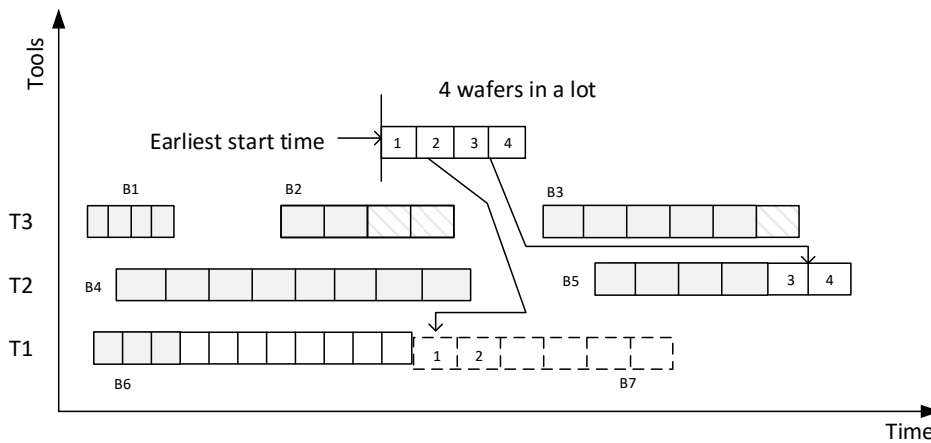 Tools
4 wafers in a lot
Earliest start time
1 2 3 4
B1
B2
B3
T3
T2
B4
B5
3 4
T1
1 2
B6
B7
Time